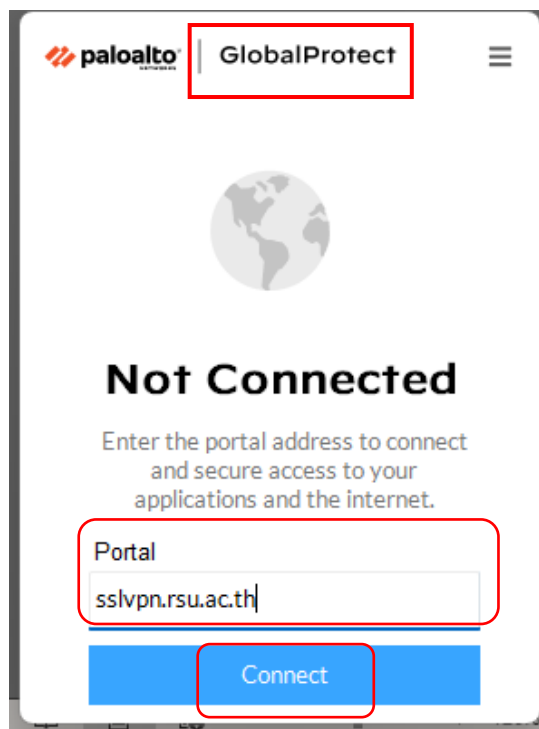 paloalto NETWORKS GlobalProtect
Not Connected
Enter the portal address to connect
and secure access to your
applications and the internet.
Portal
sslvpn.rsu.ac.th
Connect